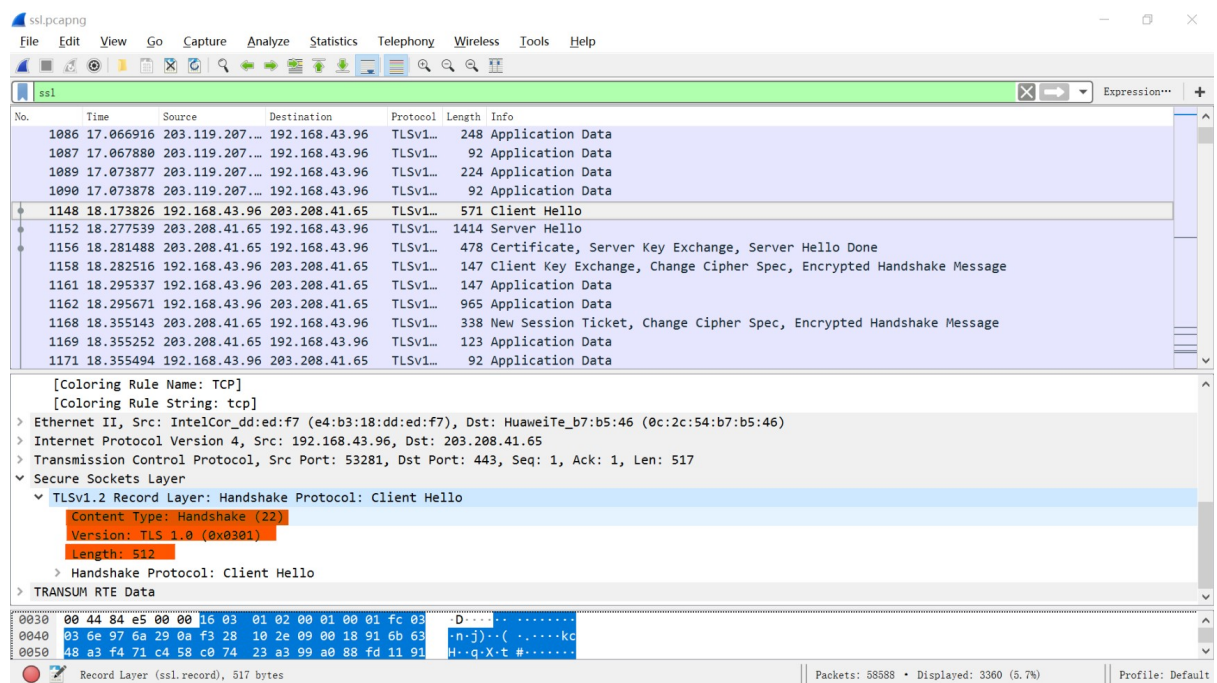 ssl.pcapng
File Edit View Go Capture Analyze Statistics Telephony Wireless Tools Help
ssl Expression… +
No. Time Source Destination Protocol Length Info
1086 17.066916 203.119.207.… 192.168.43.96 TLSv1… 248 Application Data
1087 17.067880 203.119.207.… 192.168.43.96 TLSv1… 92 Application Data
1089 17.073877 203.119.207.… 192.168.43.96 TLSv1… 224 Application Data
1090 17.073878 203.119.207.… 192.168.43.96 TLSv1… 92 Application Data
1148 18.173826 192.168.43.96 203.208.41.65 TLSv1… 571 Client Hello
1152 18.277539 203.208.41.65 192.168.43.96 TLSv1… 1414 Server Hello
1156 18.281488 203.208.41.65 192.168.43.96 TLSv1… 478 Certificate, Server Key Exchange, Server Hello Done
1158 18.282516 192.168.43.96 203.208.41.65 TLSv1… 147 Client Key Exchange, Change Cipher Spec, Encrypted Handshake Message
1161 18.295337 192.168.43.96 203.208.41.65 TLSv1… 147 Application Data
1162 18.295671 192.168.43.96 203.208.41.65 TLSv1… 965 Application Data
1168 18.355143 203.208.41.65 192.168.43.96 TLSv1… 338 New Session Ticket, Change Cipher Spec, Encrypted Handshake Message
1169 18.355252 203.208.41.65 192.168.43.96 TLSv1… 123 Application Data
1171 18.355494 192.168.43.96 203.208.41.65 TLSv1… 92 Application Data
[Coloring Rule Name: TCP]
[Coloring Rule String: tcp]
> Ethernet II, Src: IntelCor_dd:ed:f7 (e4:b3:18:dd:ed:f7), Dst: HuaweiTe_b7:b5:46 (0c:2c:54:b7:b5:46)
> Internet Protocol Version 4, Src: 192.168.43.96, Dst: 203.208.41.65
> Transmission Control Protocol, Src Port: 53281, Dst Port: 443, Seq: 1, Ack: 1, Len: 517
Secure Sockets Layer
TLSv1.2 Record Layer: Handshake Protocol: Client Hello
Content Type: Handshake (22)
Version: TLS 1.0 (0x0301)
Length: 512
> Handshake Protocol: Client Hello
> TRANSUM RTE Data
0030 00 44 84 e5 00 00 16 03 01 02 00 01 00 01 fc 03 ·D···· ·· ········
0040 03 6e 97 6a 29 0a f3 28 10 2e 09 00 18 91 6b 63 ·n·j)··( ·.····kc
0050 48 a3 f4 71 c4 58 c0 74 23 a3 99 a0 88 fd 11 91 H··q·X·t #·······
Record Layer (ssl.record), 517 bytes Packets: 58588 • Displayed: 3360 (5.7%) Profile: Default